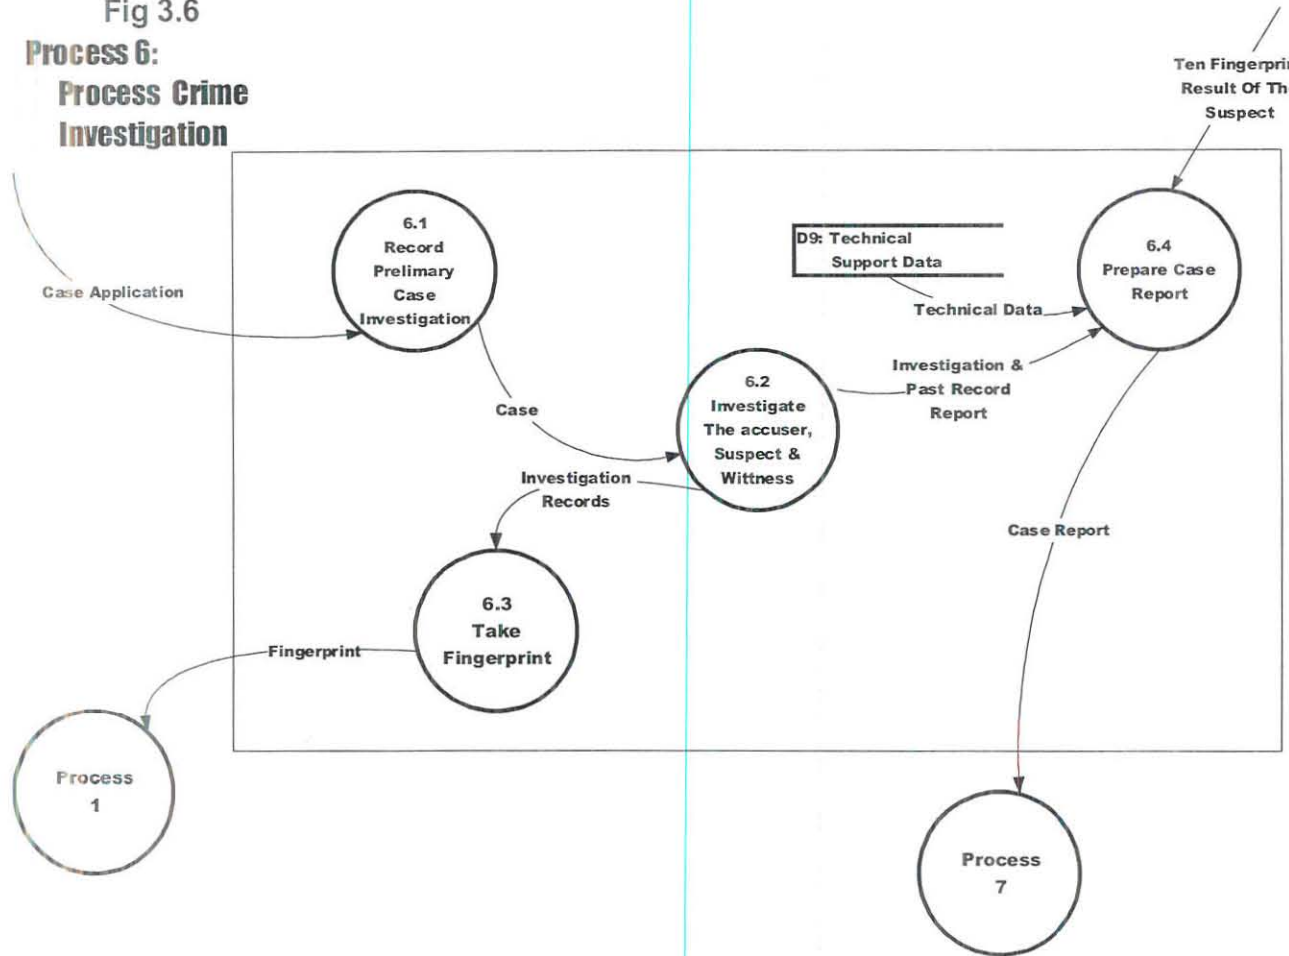 Fig 3.6
Process 6:
Process Crime
Investigation
Ten Fingerprin
Result Of Th
Suspect
6.1
Record
Prelimary
Case
Investigation
D9: Technical
Support Data
6.4
Prepare Case
Report
Case Application
Technical Data
Investigation &
Past Record
Report
6.2
Investigate
The accuser,
Suspect &
Wittness
Case
Investigation
Records
Case Report
6.3
Take
Fingerprint
Fingerprint
Process
1
Process
7